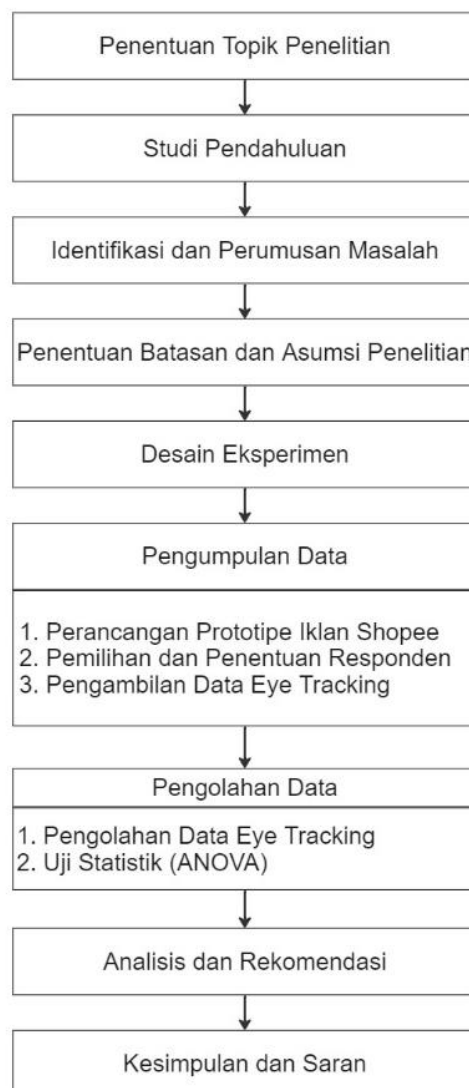 Penentuan Topik Penelitian
Studi Pendahuluan
Identifikasi dan Perumusan Masalah
Penentuan Batasan dan Asumsi Penelitian
Desain Eksperimen
Pengumpulan Data
1. Perancangan Prototipe Iklan Shopee
2. Pemilihan dan Penentuan Responden
3. Pengambilan Data Eye Tracking
Pengolahan Data
1. Pengolahan Data Eye Tracking
2. Uji Statistik (ANOVA)
Analisis dan Rekomendasi
Kesimpulan dan Saran